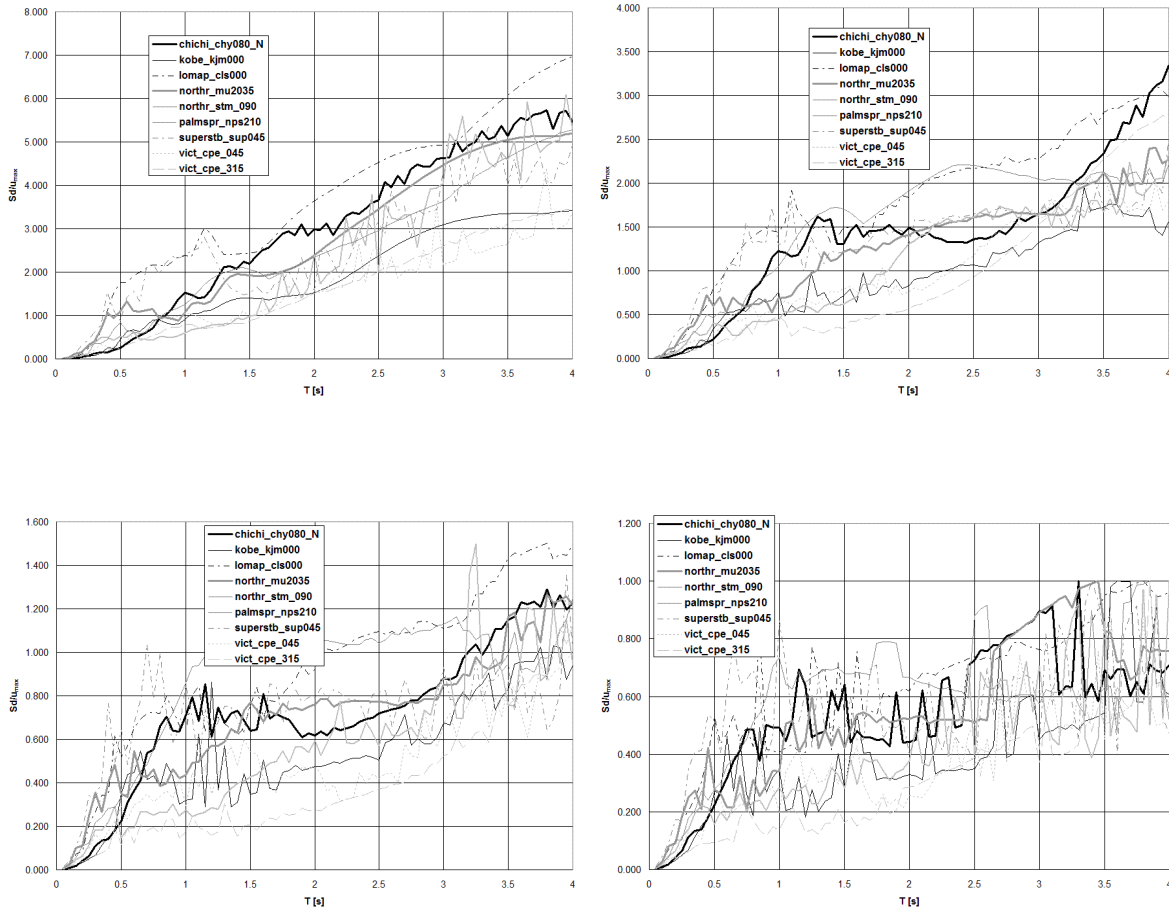 8.000
7.000
6.000
5.000
4.000
3.000
2.000
1.000
0.000
Sd/umax
chichi_chy080_N
kobe_kjm000
lomap_cls000
northr_mu2035
northr_stm_090
palmspr_nps210
superstb_sup045
vict_cpe_045
vict_cpe_315
0 0.5 1 1.5 2 2.5 3 3.5 4
T [s]
4.000
3.500
3.000
2.500
2.000
1.500
1.000
0.500
0.000
Sd/umax
chichi_chy080_N
kobe_kjm000
lomap_cls000
northr_mu2035
northr_stm_090
palmspr_nps210
superstb_sup045
vict_cpe_045
vict_cpe_315
0 0.5 1 1.5 2 2.5 3 3.5 4
T [s]
1.600
1.400
1.200
1.000
0.800
0.600
0.400
0.200
0.000
Sd/umax
chichi_chy080_N
kobe_kjm000
lomap_cls000
northr_mu2035
northr_stm_090
palmspr_nps210
superstb_sup045
vict_cpe_045
vict_cpe_315
0 0.5 1 1.5 2 2.5 3 3.5 4
T [s]
1.200
1.000
0.800
0.600
0.400
0.200
0.000
Sd/umax
chichi_chy080_N
kobe_kjm000
lomap_cls000
northr_mu2035
northr_stm_090
palmspr_nps210
superstb_sup045
vict_cpe_045
vict_cpe_315
0 0.5 1 1.5 2 2.5 3 3.5 4
T [s]